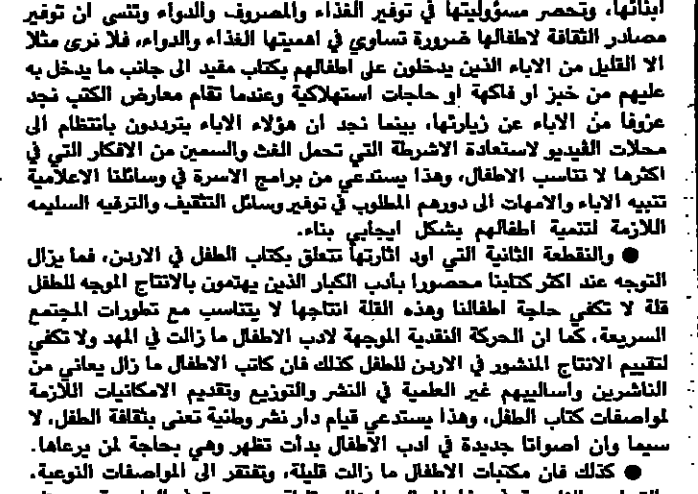 ابنائها، وتحصر مسؤوليتها في توفير الغذاء والمصروف والدواء وتنسى ان توفير
مصادر الثقافة لاطفالها ضرورة تساوي في اهميتها الغذاء والدواء، فلا نرى مثلا
الا القليل من الاباء الذين يدخلون على اطفالهم بكتاب مفيد الى جانب ما يدخل به
عليهم من خبز او فاكهة او حاجات استهلاكية وعندما تقام معارض الكتب نجد
عزوفا من الاباء عن زيارتها، بينما نجد ان هؤلاء الاباء يترددون بانتظام الى
محلات الفيديو لاستعادة الاشرطة التي تحمل الغث والسمين من الافكار التي في
اكثرها لا تتناسب الاطفال، وهذا يستدعي من برامج الاسرة في وسائلنا الاعلامية
تنبيه الاباء والامهات الى دورهم المطلوب في توفير وسائل التثقيف والترفيه السليمه
اللازمة لتنمية اطفالهم بشكل ايجابي بناء.
● والنقطعة الثانية التي اود اثارتها تتعلق بكتاب الطفل في الاردن، فما يزال
التوجه عند اكثر كتابنا محصورا بأدب الكبار الذين يهتمون بالانتاج الموجه للطفل
قلة لا تكفي حاجة اطفالنا وهذه القلة انتاجها لا يتناسب مع تطورات المجتمع
السريعة، كما ان الحركة النقدية الموجهة لادب الاطفال ما زالت في المهد ولا تكفي
لتقييم الانتاج المنشور في الاردن للطفل كذلك فان كاتب الاطفال ما زال يعاني من
الناشرين واساليبهم غير العلمية في النشر والتوزيع وتقديم الامكانيات اللازمة
لمواصفات كتاب الطفل، وهذا يستدعي قيام دار نشر وطنية تعنى بثقافة الطفل، لا
سيما وان اصواتا جديدة في ادب الاطفال بدأت تظهر وهي بحاجة لمن يرعاها.
● كذلك فان مكتبات الاطفال ما زالت قليلة، وتفتقر الى المواصفات النوعية،